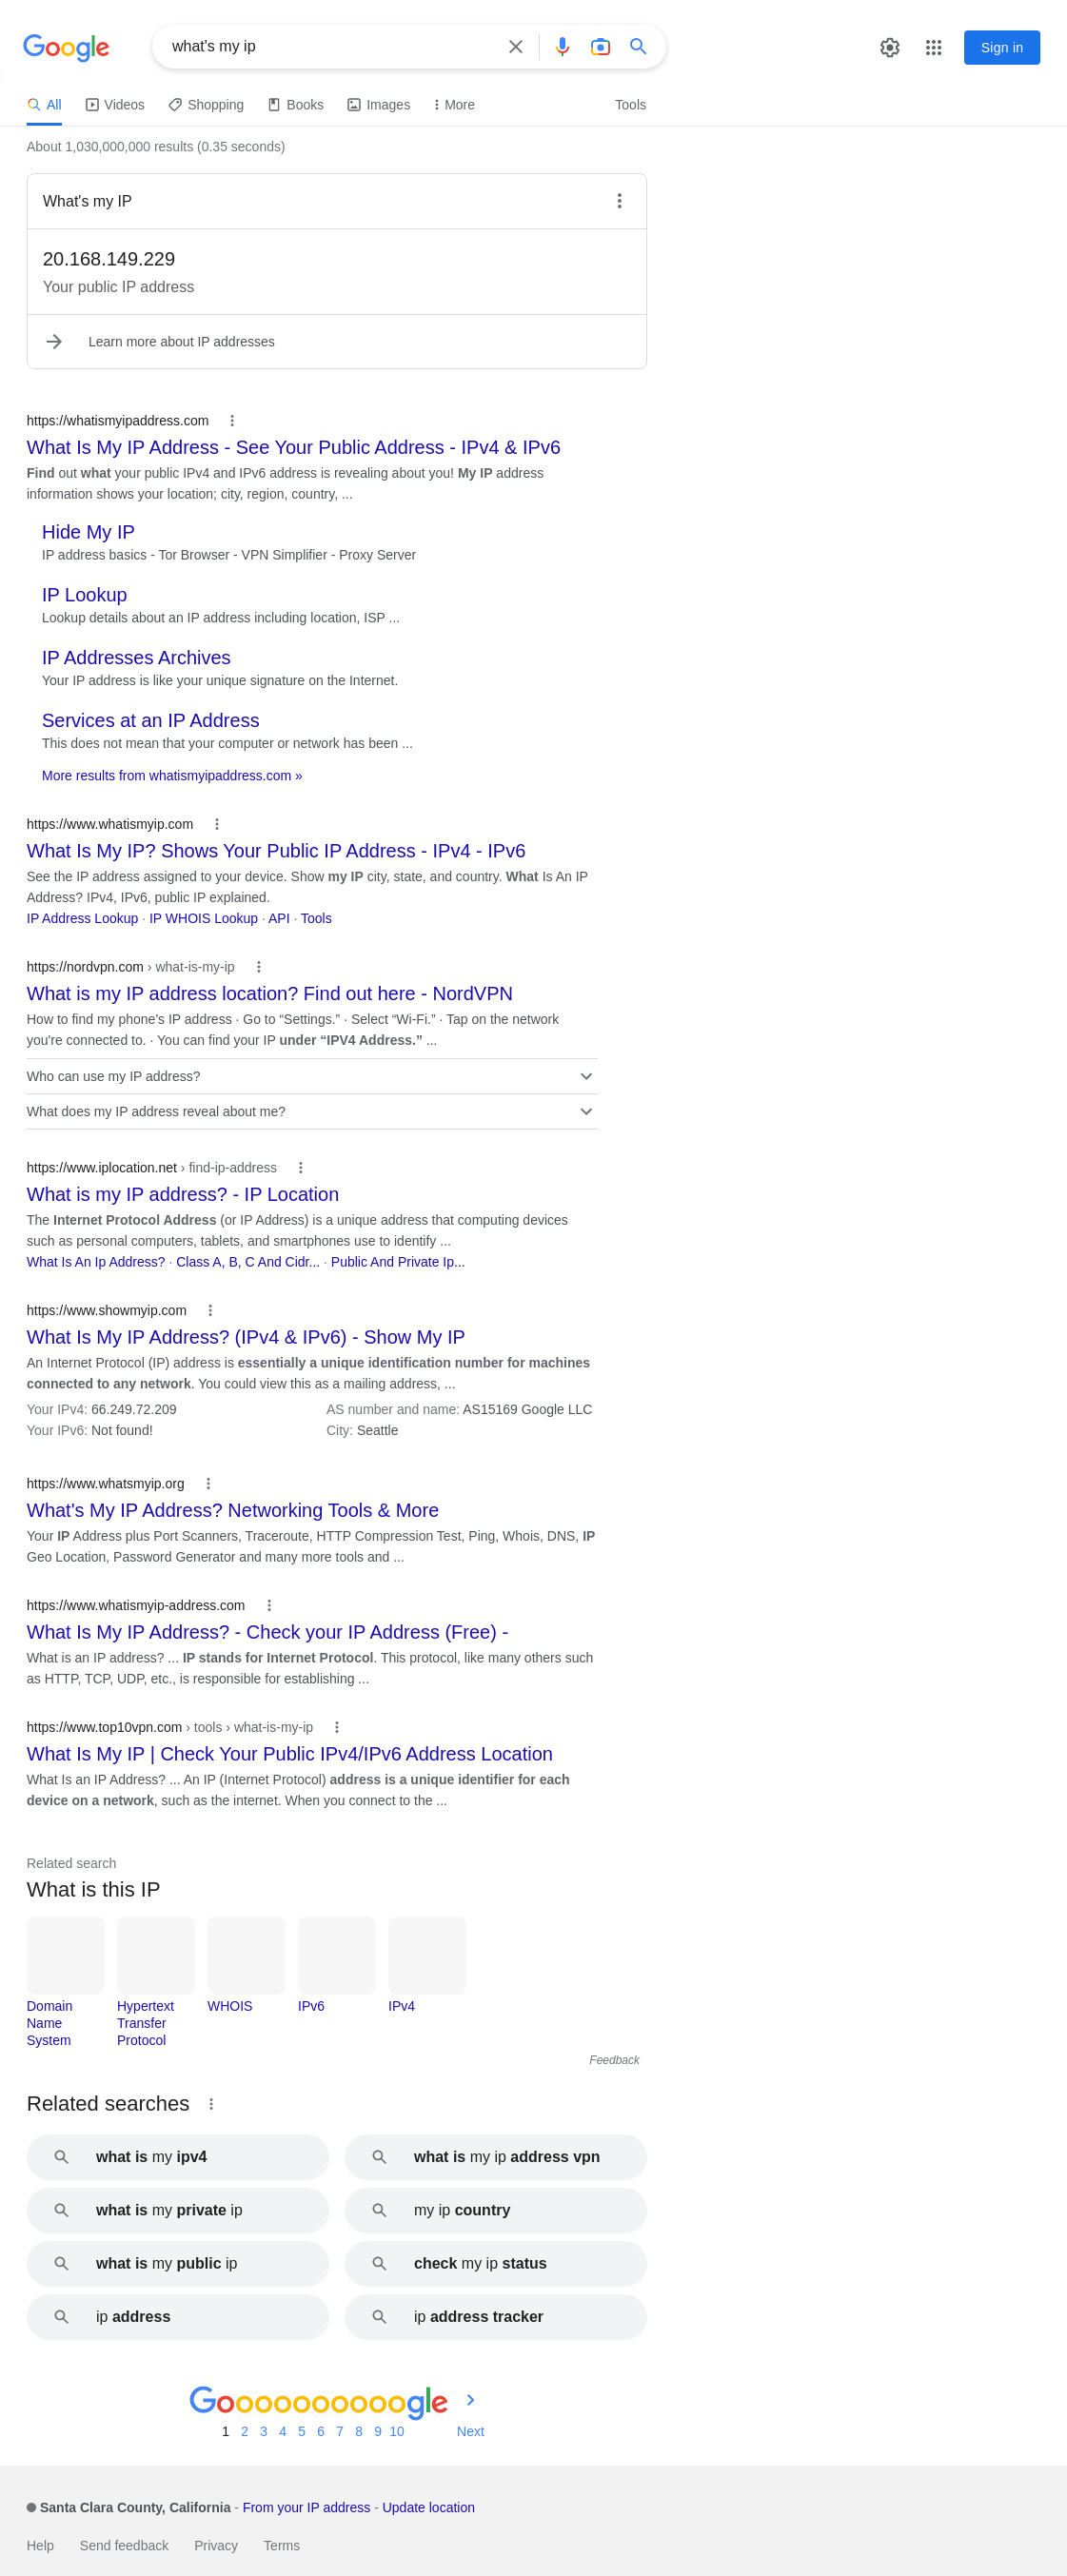 Google
what's my ip
Sign in
All Videos Shopping Books Images More Tools
About 1,030,000,000 results (0.35 seconds)
What's my IP
20.168.149.229
Your public IP address
Learn more about IP addresses
https://whatismyipaddress.com
What Is My IP Address - See Your Public Address - IPv4 & IPv6
Find out what your public IPv4 and IPv6 address is revealing about you! My IP address
information shows your location; city, region, country, ...
Hide My IP
IP address basics - Tor Browser - VPN Simplifier - Proxy Server
IP Lookup
Lookup details about an IP address including location, ISP ...
IP Addresses Archives
Your IP address is like your unique signature on the Internet.
Services at an IP Address
This does not mean that your computer or network has been ...
More results from whatismyipaddress.com »
https://www.whatismyip.com
What Is My IP? Shows Your Public IP Address - IPv4 - IPv6
See the IP address assigned to your device. Show my IP city, state, and country. What Is An IP
Address? IPv4, IPv6, public IP explained.
IP Address Lookup · IP WHOIS Lookup · API · Tools
https://nordvpn.com › what-is-my-ip
What is my IP address location? Find out here - NordVPN
How to find my phone's IP address · Go to “Settings.” · Select “Wi-Fi.” · Tap on the network
you're connected to. · You can find your IP under “IPV4 Address.” ...
Who can use my IP address?
What does my IP address reveal about me?
https://www.iplocation.net › find-ip-address
What is my IP address? - IP Location
The Internet Protocol Address (or IP Address) is a unique address that computing devices
such as personal computers, tablets, and smartphones use to identify ...
What Is An Ip Address? · Class A, B, C And Cidr... · Public And Private Ip...
https://www.showmyip.com
What Is My IP Address? (IPv4 & IPv6) - Show My IP
An Internet Protocol (IP) address is essentially a unique identification number for machines
connected to any network. You could view this as a mailing address, ...
Your IPv4: 66.249.72.209 AS number and name: AS15169 Google LLC
Your IPv6: Not found! City: Seattle
https://www.whatsmyip.org
What's My IP Address? Networking Tools & More
Your IP Address plus Port Scanners, Traceroute, HTTP Compression Test, Ping, Whois, DNS, IP
Geo Location, Password Generator and many more tools and ...
https://www.whatismyip-address.com
What Is My IP Address? - Check your IP Address (Free) -
What is an IP address? ... IP stands for Internet Protocol. This protocol, like many others such
as HTTP, TCP, UDP, etc., is responsible for establishing ...
https://www.top10vpn.com › tools › what-is-my-ip
What Is My IP | Check Your Public IPv4/IPv6 Address Location
What Is an IP Address? ... An IP (Internet Protocol) address is a unique identifier for each
device on a network, such as the internet. When you connect to the ...
Related search
What is this IP
Domain
Name
System
Hypertext
Transfer
Protocol
WHOIS
IPv6
IPv4
Feedback
Related searches
what is my ipv4
what is my ip address vpn
what is my private ip
my ip country
what is my public ip
check my ip status
ip address
ip address tracker
Goooooooooogle
1 2 3 4 5 6 7 8 9 10 Next
Santa Clara County, California - From your IP address - Update location
Help Send feedback Privacy Terms